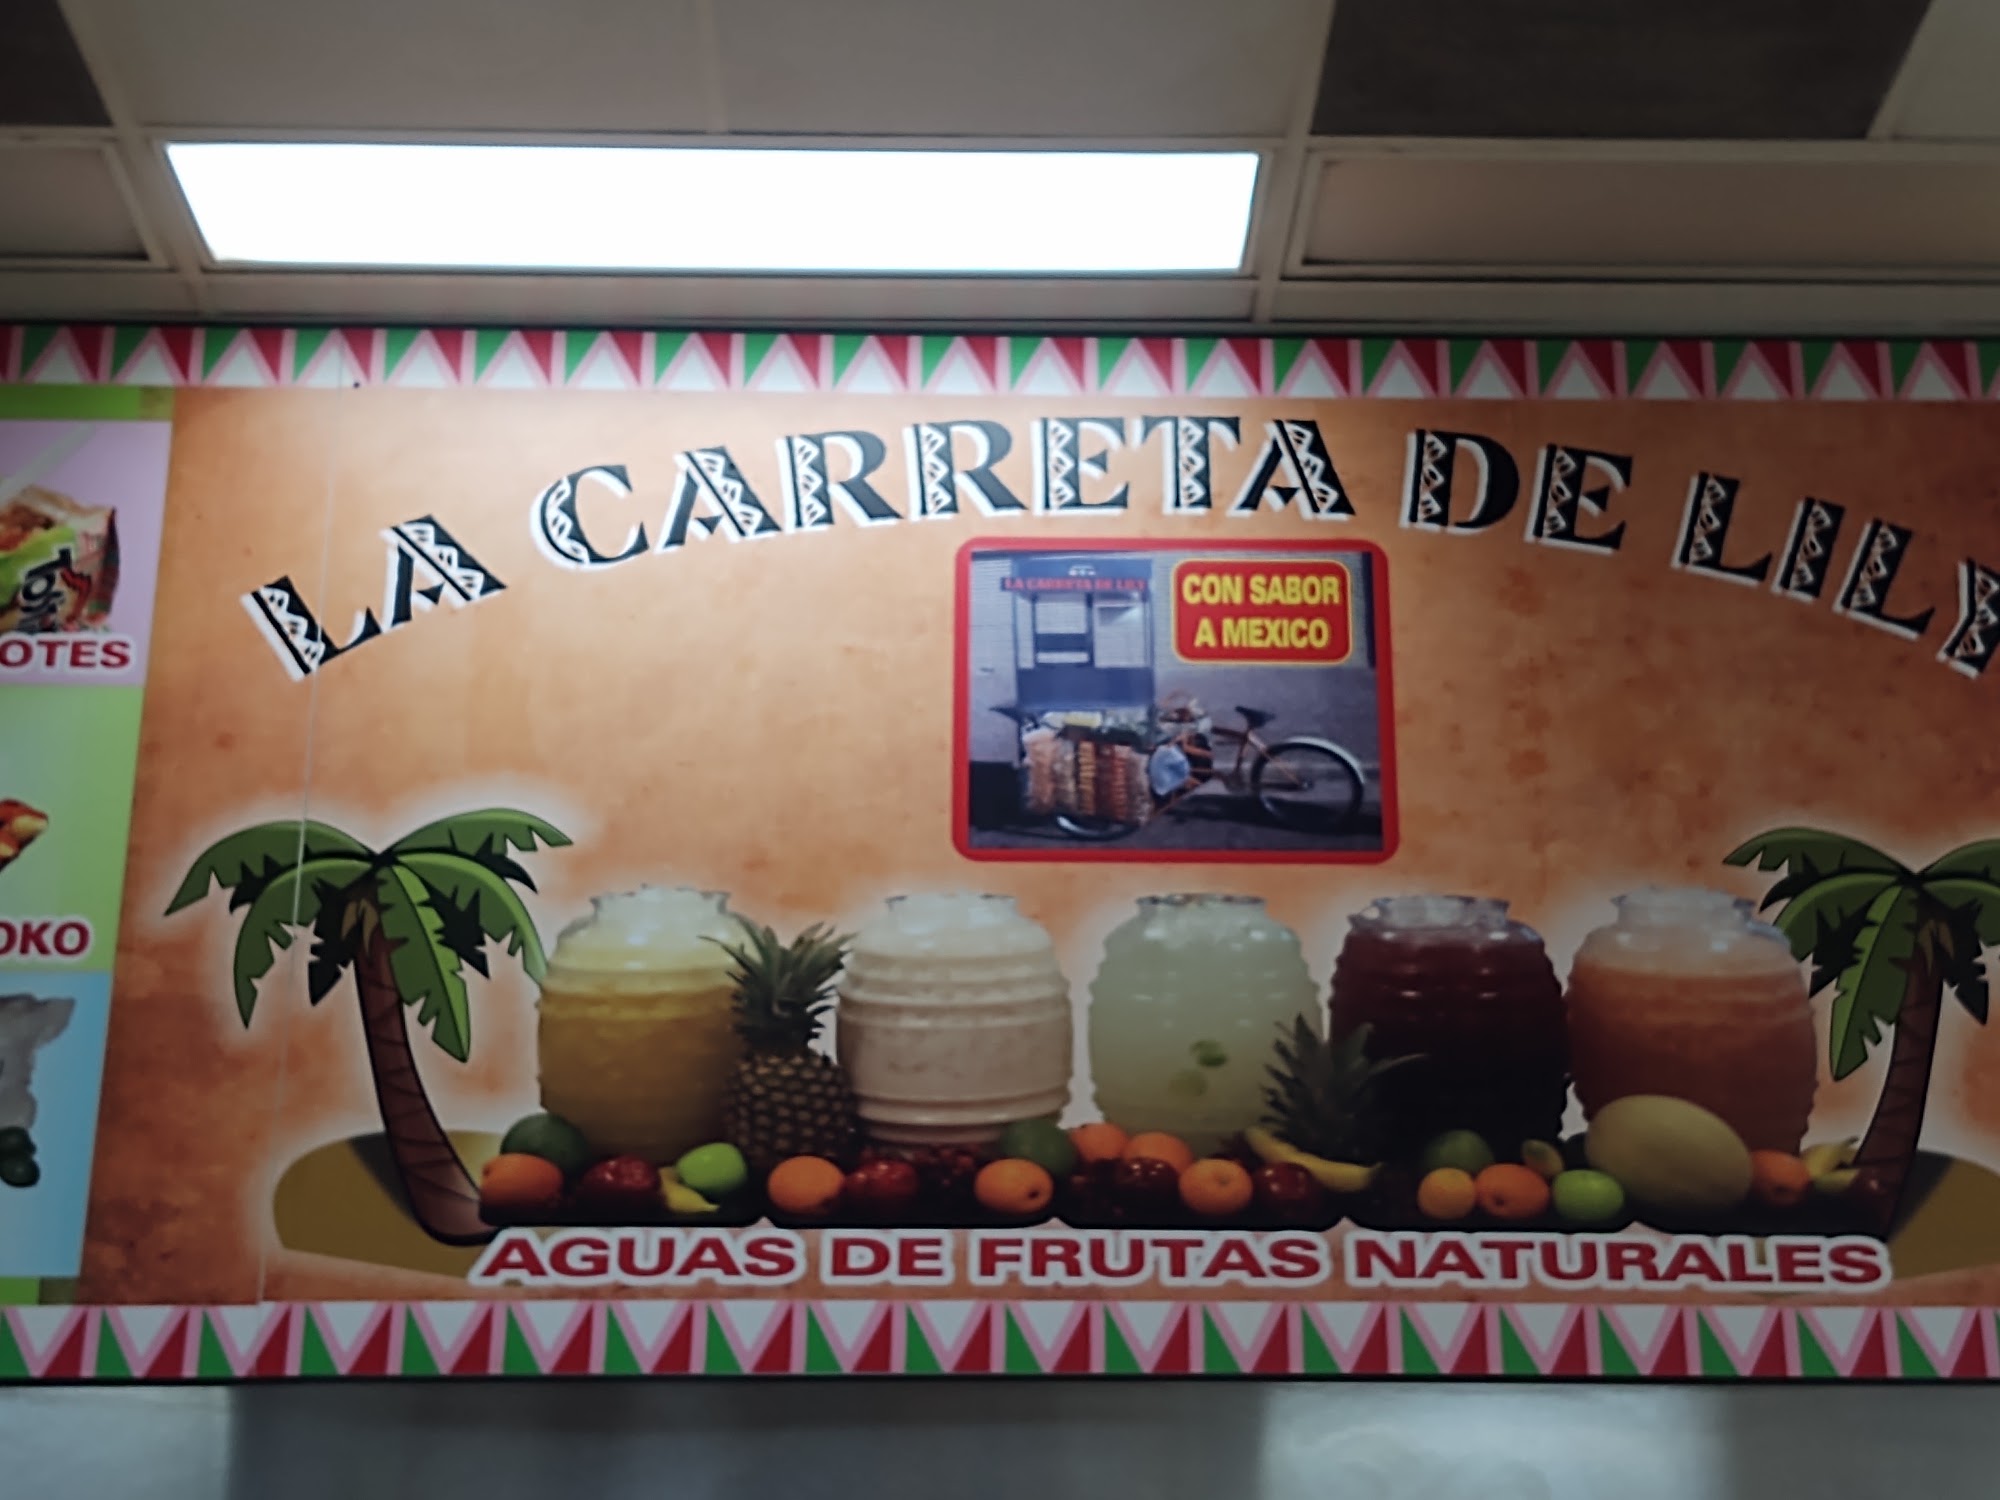 LA CARRETA DE LILY
LA CARRETA DE LILY
CON SABOR
A MEXICO
OTES
OKO
AGUAS DE FRUTAS NATURALES